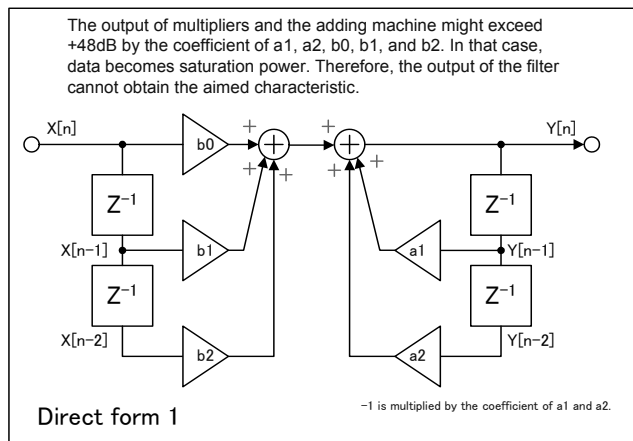 The output of multipliers and the adding machine might exceed
+48dB by the coefficient of a1, a2, b0, b1, and b2. In that case,
data becomes saturation power. Therefore, the output of the filter
cannot obtain the aimed characteristic.
X[n]
Y[n]
b0
+
+
+
+
+
+
+
+
Z⁻¹
Z⁻¹
X[n-1]
b1
a1
Y[n-1]
Z⁻¹
Z⁻¹
X[n-2]
b2
a2
Y[n-2]
Direct form 1
-1 is multiplied by the coefficient of a1 and a2.